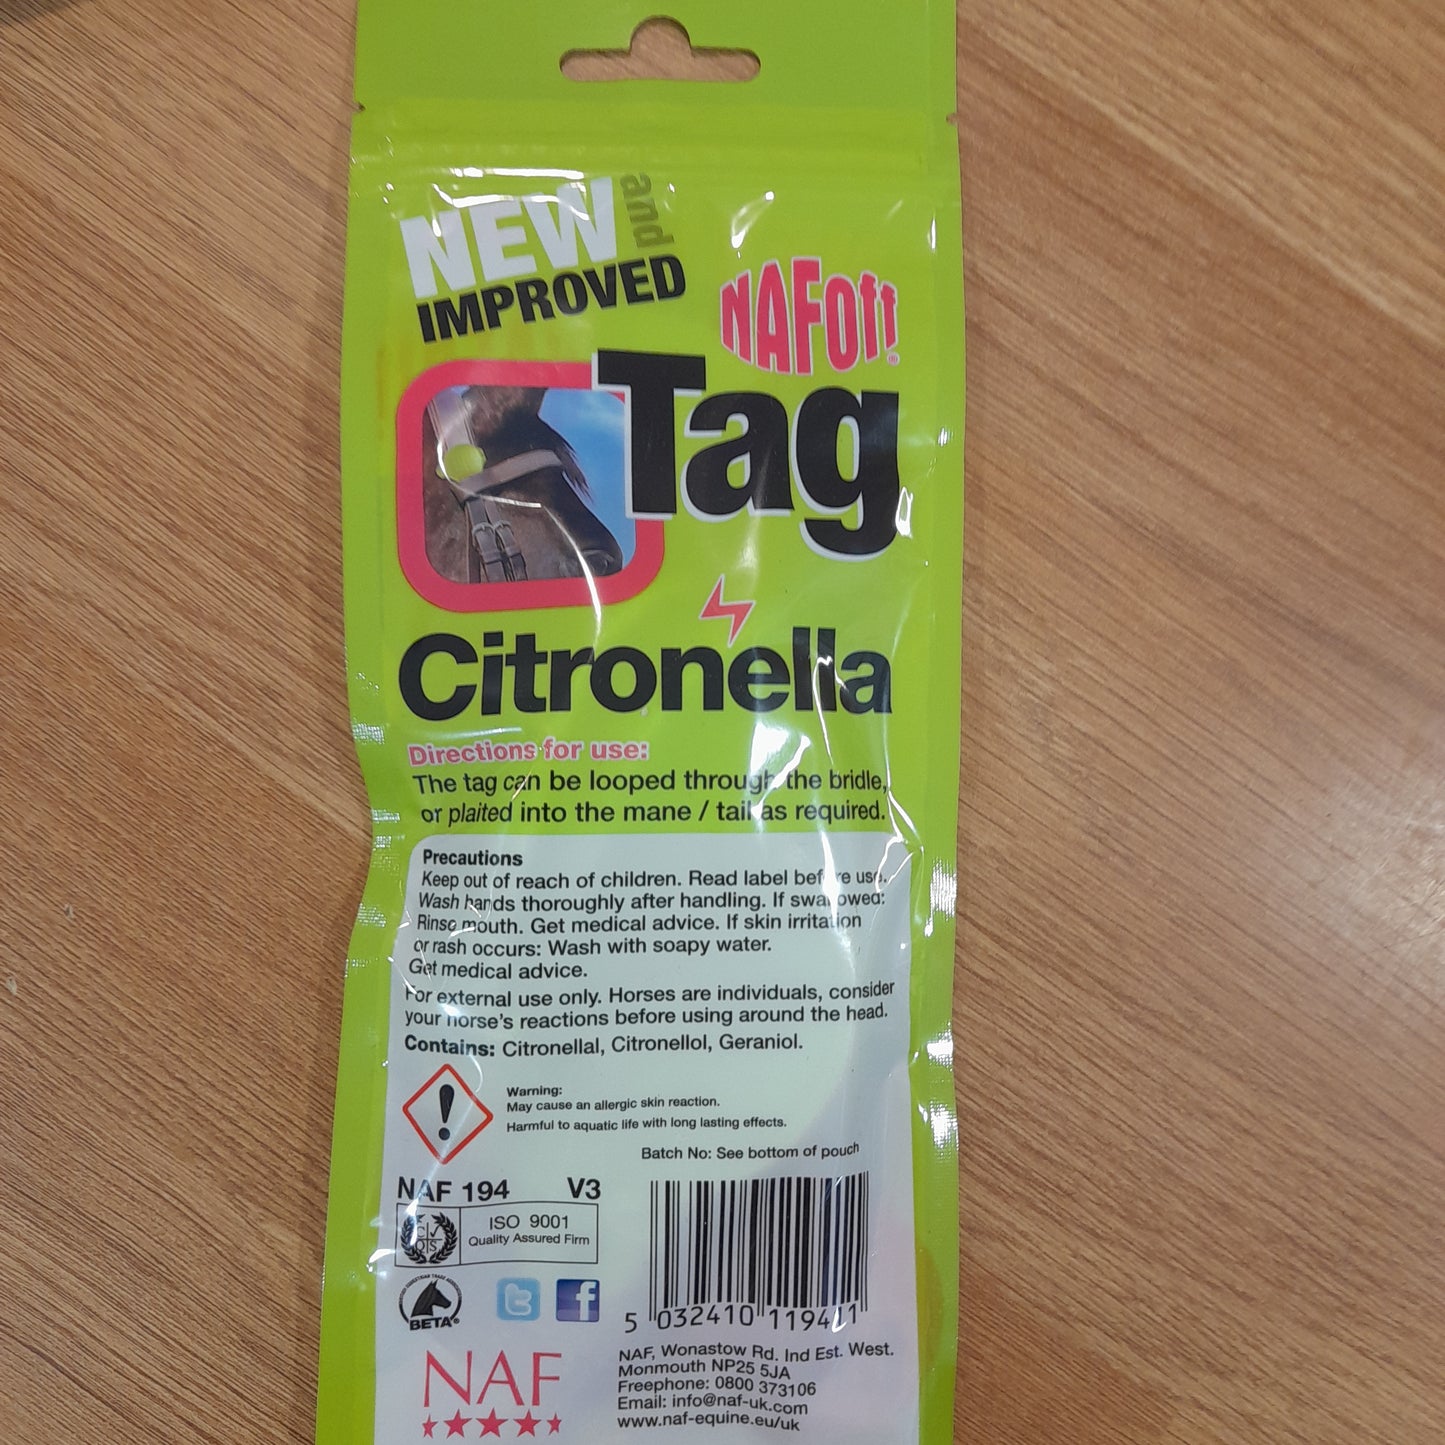 NEW and
IMPROVED
NAFOff®
Tag
Citronella
Directions for use:
The tag can be looped through the bridle,
or plaited into the mane / tail as required.
Precautions
Keep out of reach of children. Read label before use.
Wash hands thoroughly after handling. If swallowed:
Rinse mouth. Get medical advice. If skin irritation
or rash occurs: Wash with soapy water.
Get medical advice.
For external use only. Horses are individuals, consider
your horse's reactions before using around the head.
Contains: Citronellal, Citronellol, Geraniol.
Warning:
May cause an allergic skin reaction.
Harmful to aquatic life with long lasting effects.
Batch No: See bottom of pouch
NAF 194 V3
ISO 9001
Quality Assured Firm
BETA®
5 032410 119411
NAF
NAF, Wonastow Rd. Ind Est. West.
Monmouth NP25 5JA
Freephone: 0800 373106
Email: info@naf-uk.com
www.naf-equine.eu/uk